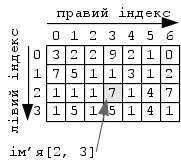 правий індекс
0 1 2 3 4 5 6
лівий індекс
0 3 2 2 9 2 1 0
1 7 5 1 1 3 1 2
2 1 1 1 7 1 4 7
3 1 5 1 5 1 4 1
ім’я[2, 3]